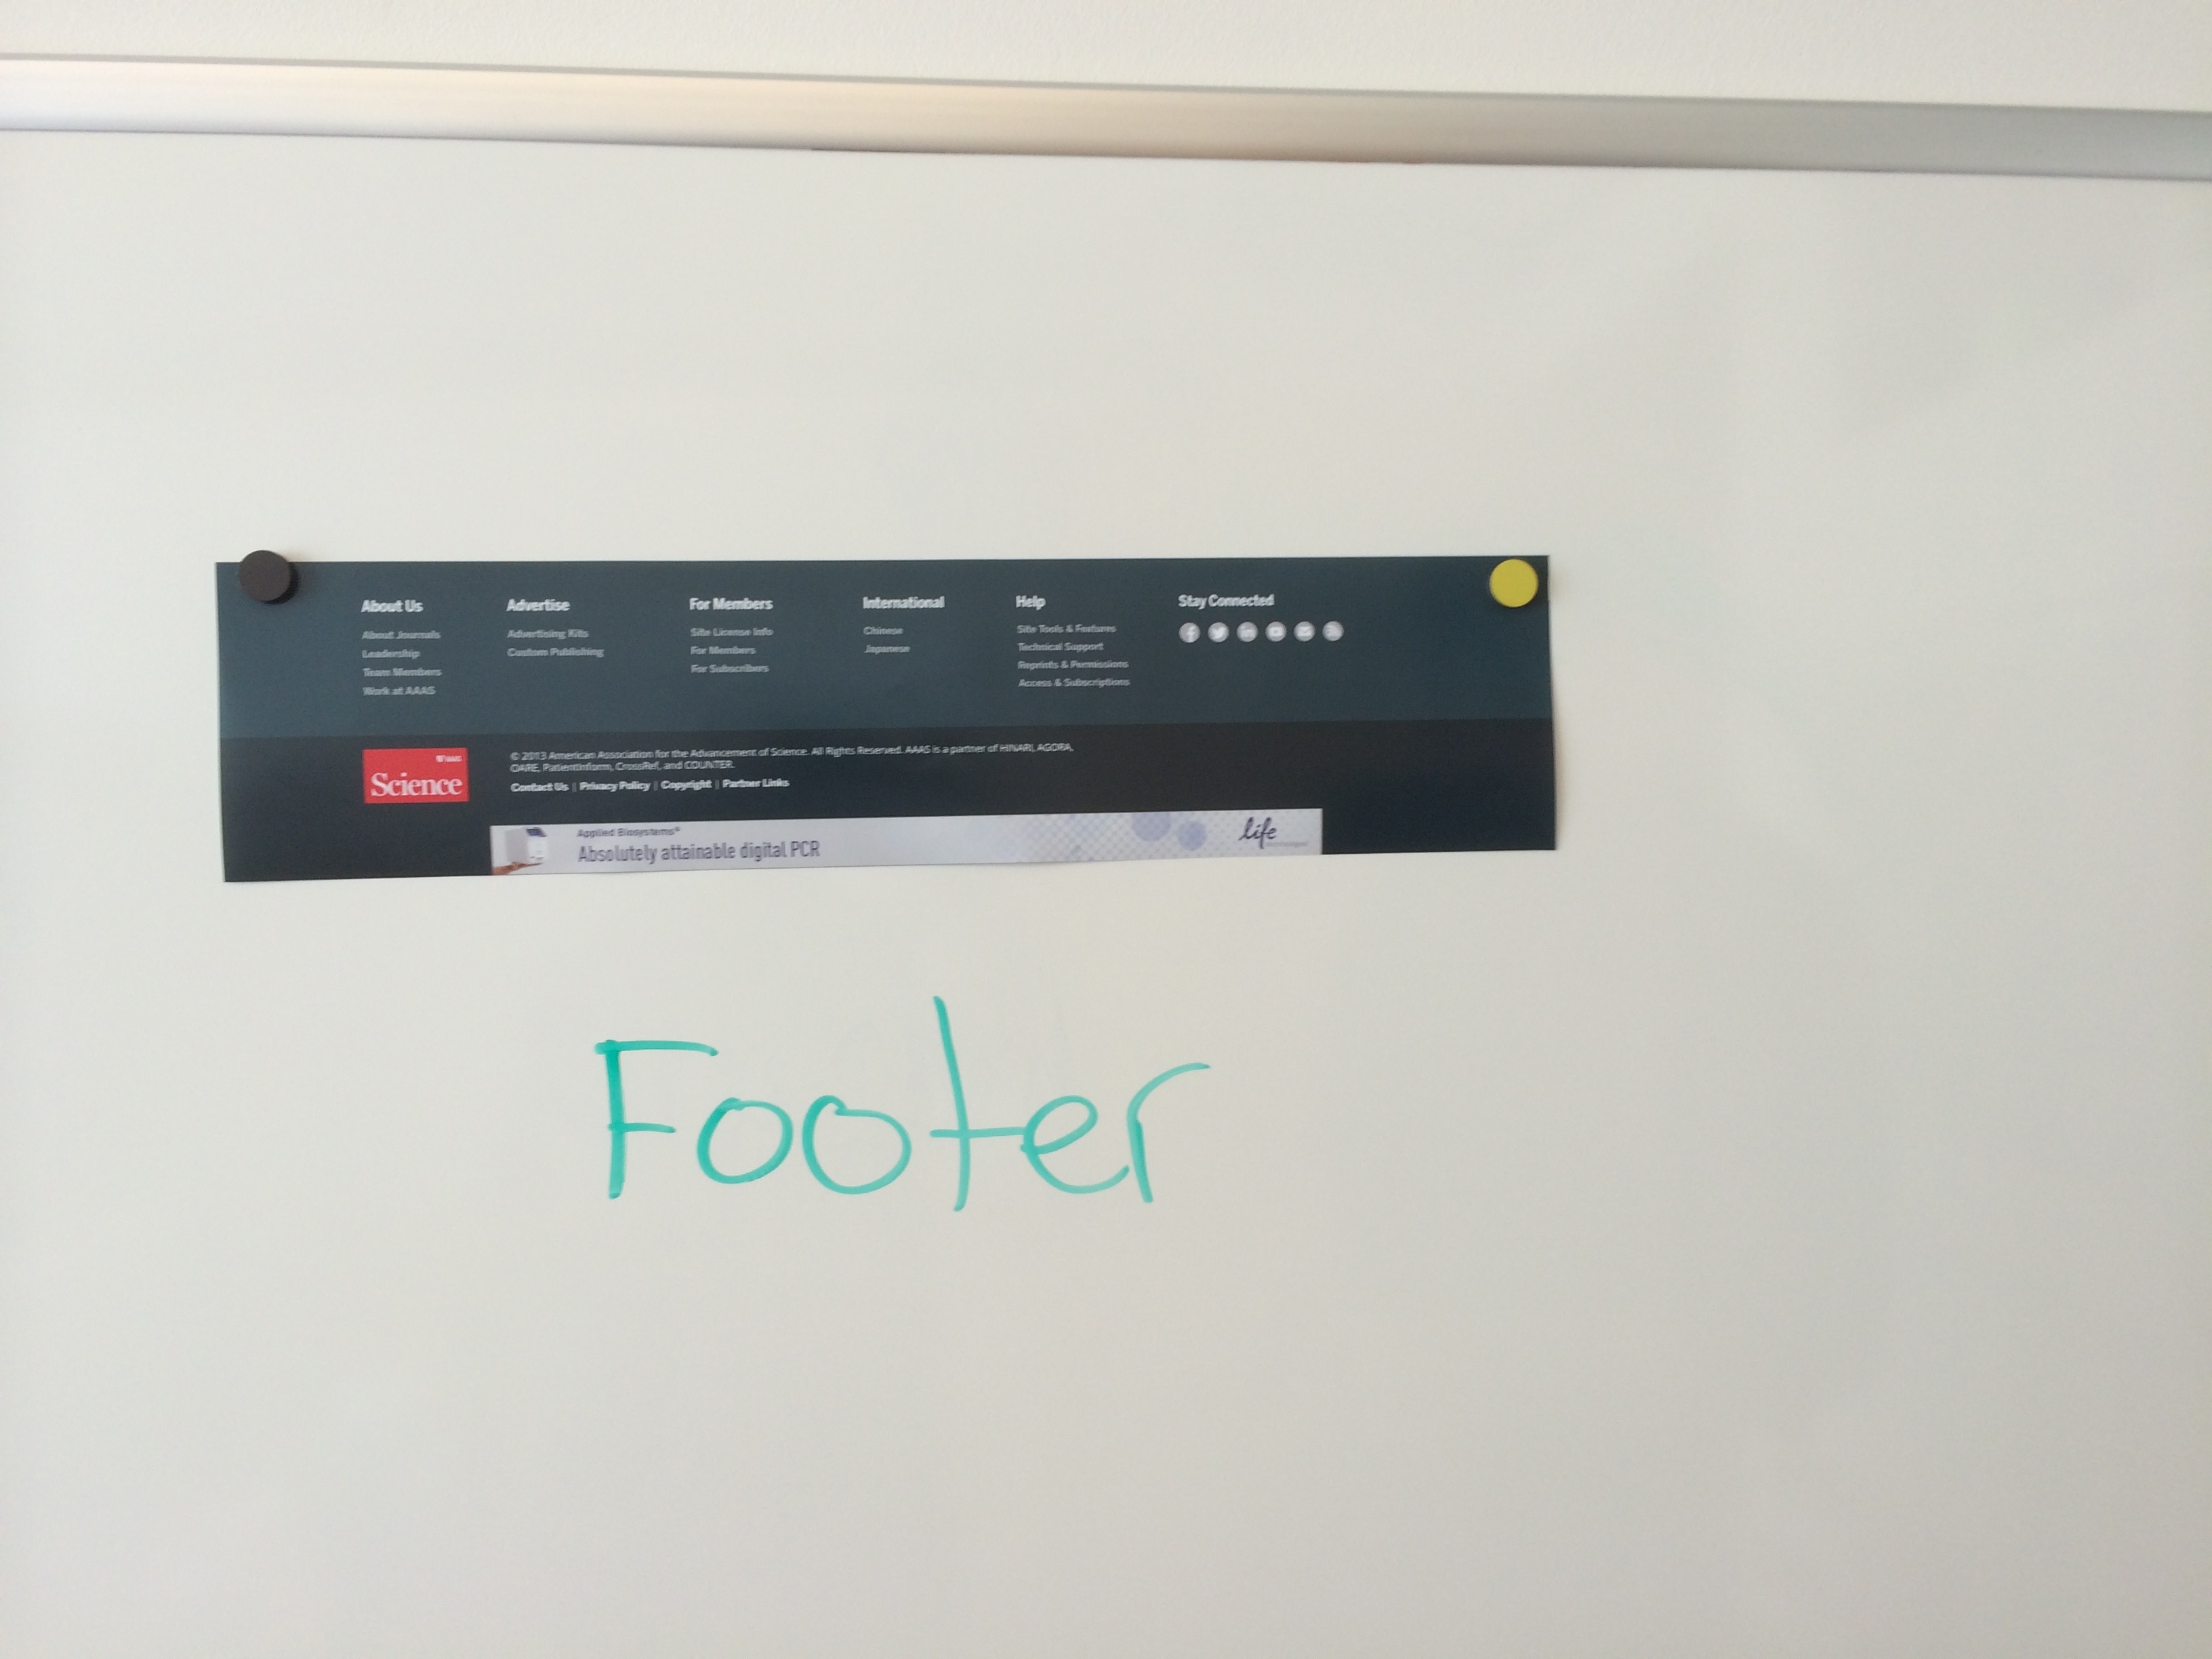 About Us
About Journals
Leadership
Team Members
Work at AAAS
Advertise
Advertising Kits
Custom Publishing
For Members
Site License Info
For Members
For Subscribers
International
Chinese
Japanese
Help
Site Tools & Features
Technical Support
Reprints & Permissions
Access & Subscriptions
Stay Connected
AAAS
Science
© 2013 American Association for the Advancement of Science. All Rights Reserved. AAAS is a partner of HINARI, AGORA,
OARE, PatientInform, CrossRef, and COUNTER.
Contact Us | Privacy Policy | Copyright | Partner Links
Applied Biosystems®
Absolutely attainable digital PCR
life
Footer